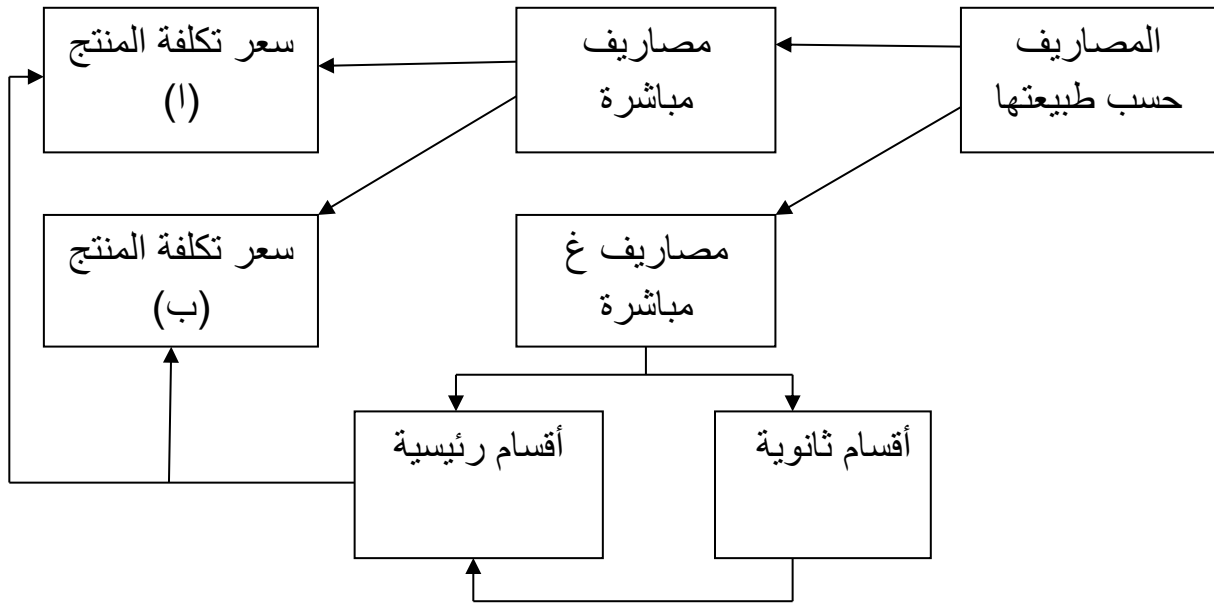 المصاريف
حسب طبيعتها
مصاريف
مباشرة
سعر تكلفة المنتج
(ا)
مصاريف غ
مباشرة
سعر تكلفة المنتج
(ب)
أقسام ثانوية
أقسام رئيسية